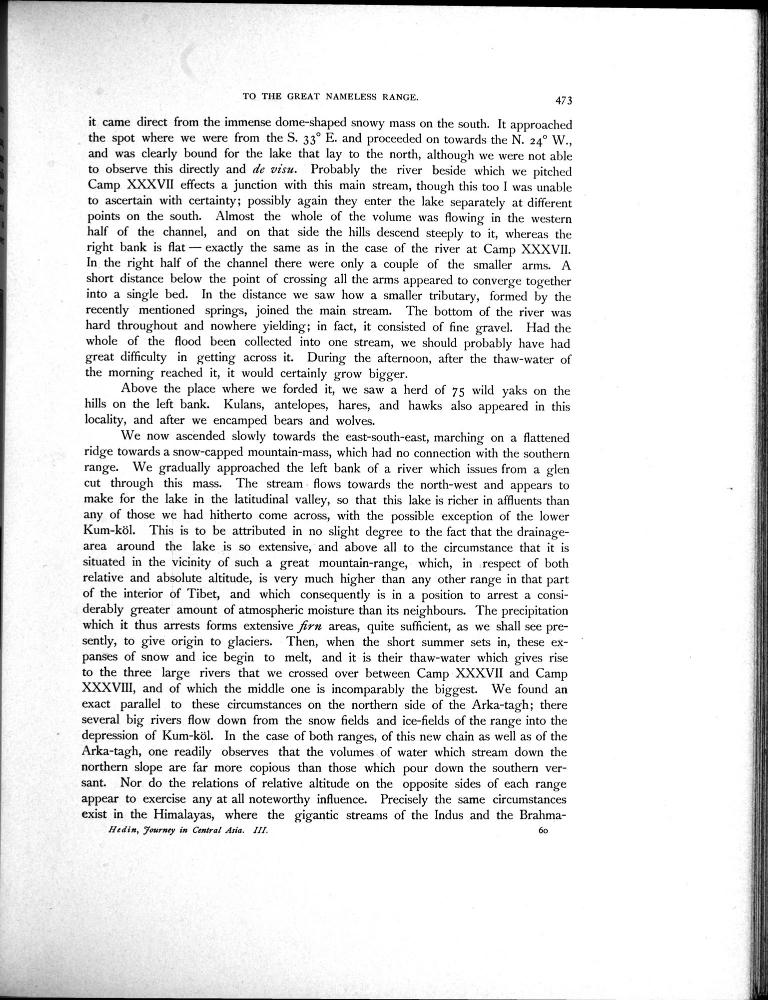 TO THE GREAT NAMELESS RANGE. 473
it came direct from the immense dome-shaped snowy mass on the south. It approached
the spot where we were from the S. 33° E. and proceeded on towards the N. 24° W.,
and was clearly bound for the lake that lay to the north, although we were not able
to observe this directly and de visu. Probably the river beside which we pitched
Camp XXXVII effects a junction with this main stream, though this too I was unable
to ascertain with certainty; possibly again they enter the lake separately at different
points on the south. Almost the whole of the volume was flowing in the western
half of the channel, and on that side the hills descend steeply to it, whereas the
right bank is flat — exactly the same as in the case of the river at Camp XXXVII.
In the right half of the channel there were only a couple of the smaller arms. A
short distance below the point of crossing all the arms appeared to converge together
into a single bed. In the distance we saw how a smaller tributary, formed by the
recently mentioned springs, joined the main stream. The bottom of the river was
hard throughout and nowhere yielding; in fact, it consisted of fine gravel. Had the
whole of the flood been collected into one stream, we should probably have had
great difficulty in getting across it. During the afternoon, after the thaw-water of
the morning reached it, it would certainly grow bigger.
Above the place where we forded it, we saw a herd of 75 wild yaks on the
hills on the left bank. Kulans, antelopes, hares, and hawks also appeared in this
locality, and after we encamped bears and wolves.
We now ascended slowly towards the east-south-east, marching on a flattened
ridge towards a snow-capped mountain-mass, which had no connection with the southern
range. We gradually approached the left bank of a river which issues from a glen
cut through this mass. The stream flows towards the north-west and appears to
make for the lake in the latitudinal valley, so that this lake is richer in affluents than
any of those we had hitherto come across, with the possible exception of the lower
Kum-köl. This is to be attributed in no slight degree to the fact that the drainage-
area around the lake is so extensive, and above all to the circumstance that it is
situated in the vicinity of such a great mountain-range, which, in respect of both
relative and absolute altitude, is very much higher than any other range in that part
of the interior of Tibet, and which consequently is in a position to arrest a consi-
derably greater amount of atmospheric moisture than its neighbours. The precipitation
which it thus arrests forms extensive firn areas, quite sufficient, as we shall see pre-
sently, to give origin to glaciers. Then, when the short summer sets in, these ex-
panses of snow and ice begin to melt, and it is their thaw-water which gives rise
to the three large rivers that we crossed over between Camp XXXVII and Camp
XXXVIII, and of which the middle one is incomparably the biggest. We found an
exact parallel to these circumstances on the northern side of the Arka-tagh; there
several big rivers flow down from the snow fields and ice-fields of the range into the
depression of Kum-köl. In the case of both ranges, of this new chain as well as of the
Arka-tagh, one readily observes that the volumes of water which stream down the
northern slope are far more copious than those which pour down the southern ver-
sant. Nor do the relations of relative altitude on the opposite sides of each range
appear to exercise any at all noteworthy influence. Precisely the same circumstances
exist in the Himalayas, where the gigantic streams of the Indus and the Brahma-
Hedin, Journey in Central Asia. III. 60